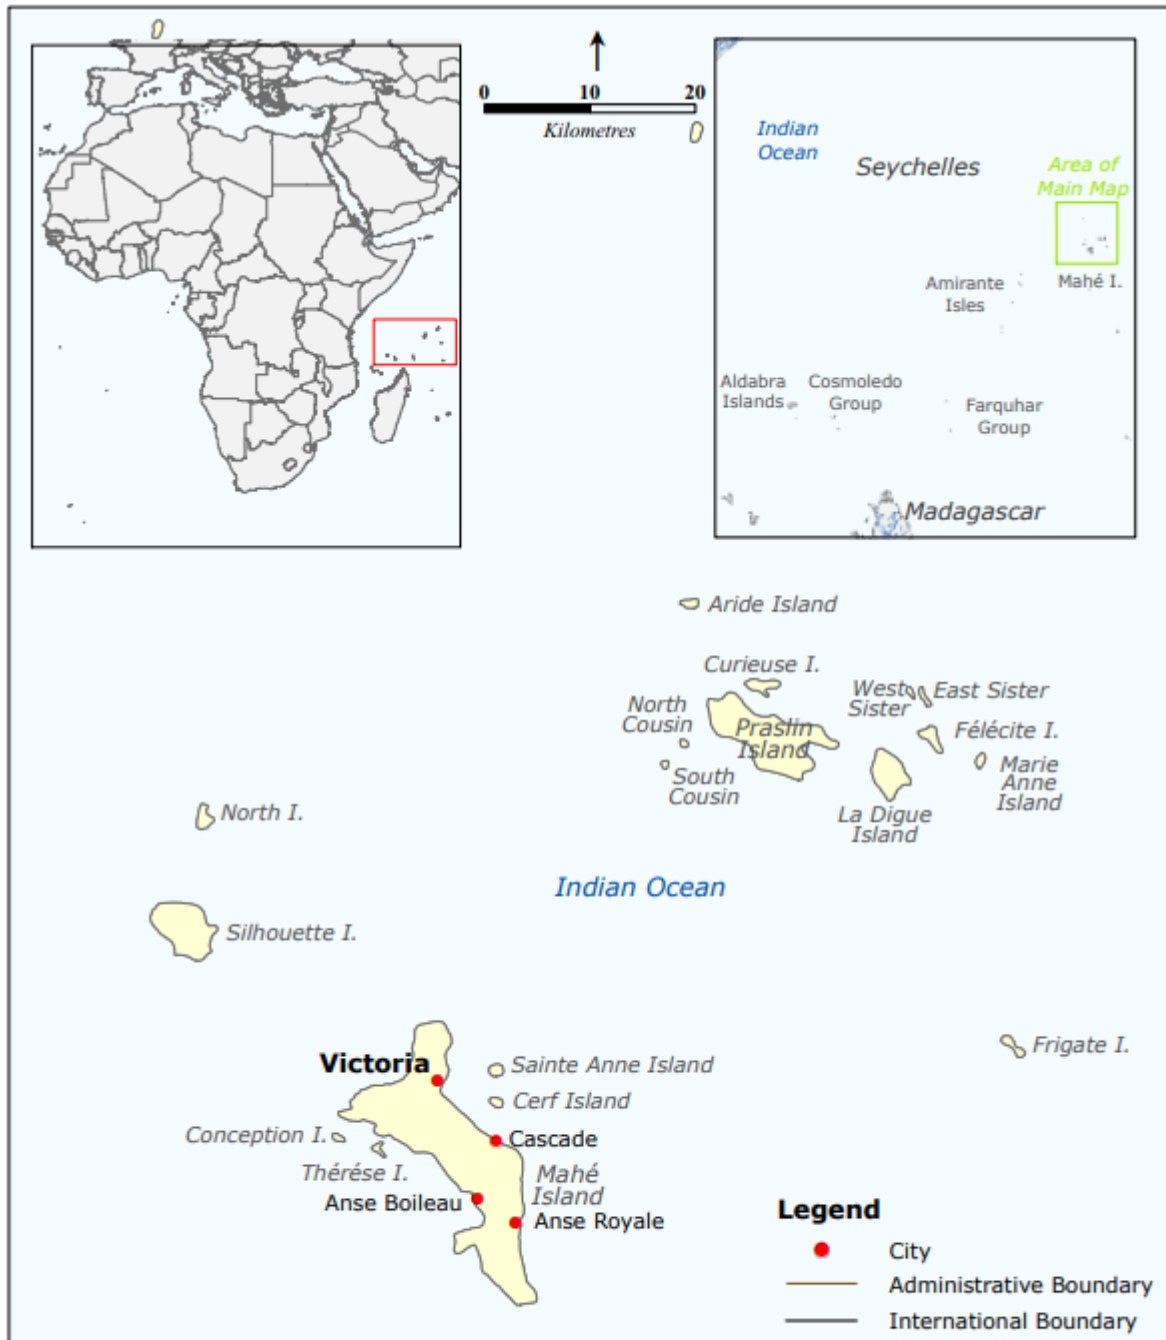 0 10 20
Kilometres
Indian
Ocean
Seychelles
Area of
Main Map
Amirante
Isles
Mahé I.
Aldabra
Islands
Cosmoledo
Group
Farquhar
Group
Madagascar
Aride Island
Curieuse I.
West
Sister
East Sister
North
Cousin
Praslin
Island
Félécite I.
South
Cousin
Marie
Anne
Island
La Digue
Island
North I.
Indian Ocean
Silhouette I.
Frigate I.
Victoria
Sainte Anne Island
Cerf Island
Conception I.
Cascade
Thérése I.
Mahé
Island
Anse Boileau
Anse Royale
Legend
City
Administrative Boundary
International Boundary